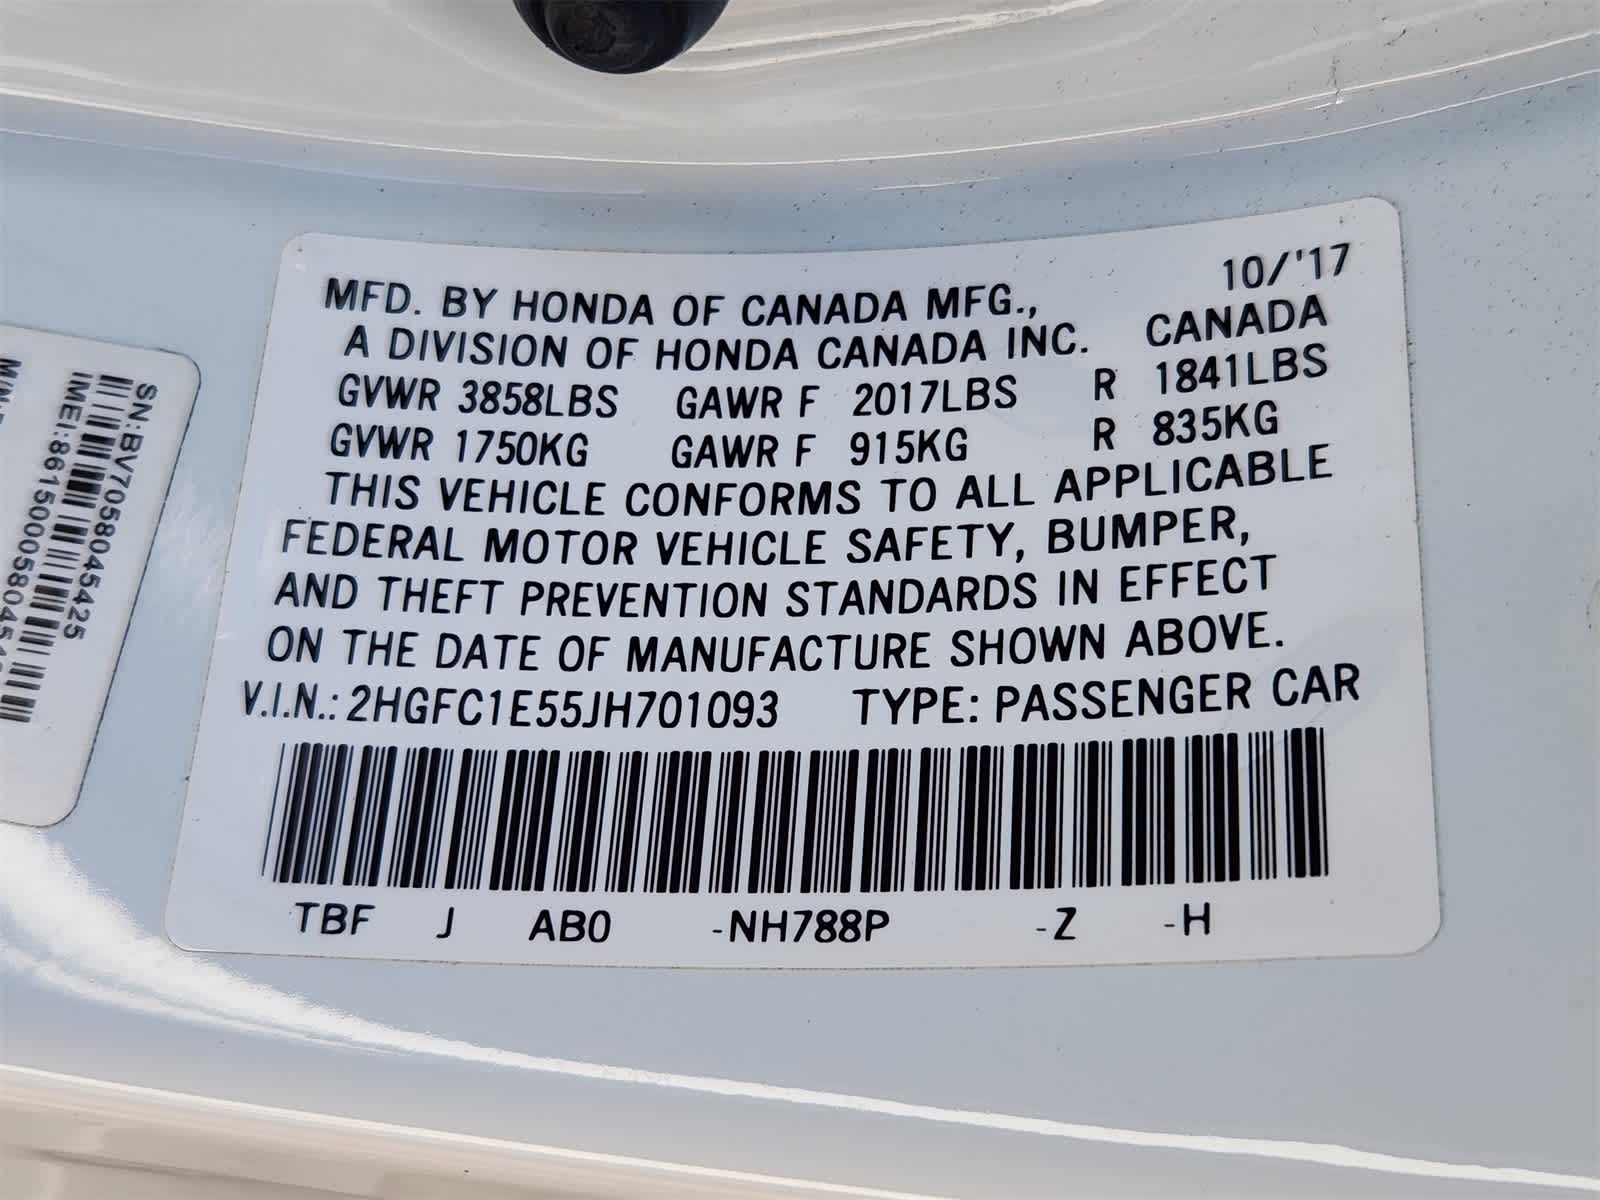 10/'17
MFD. BY HONDA OF CANADA MFG.,
A DIVISION OF HONDA CANADA INC. CANADA
GVWR 3858LBS GAWR F 2017LBS R 1841LBS
GVWR 1750KG GAWR F 915KG R 835KG
THIS VEHICLE CONFORMS TO ALL APPLICABLE
FEDERAL MOTOR VEHICLE SAFETY, BUMPER,
AND THEFT PREVENTION STANDARDS IN EFFECT
ON THE DATE OF MANUFACTURE SHOWN ABOVE.
V.I.N.: 2HGFC1E55JH701093 TYPE: PASSENGER CAR
TBF J AB0 -NH788P -Z -H
SN:BV7058045425